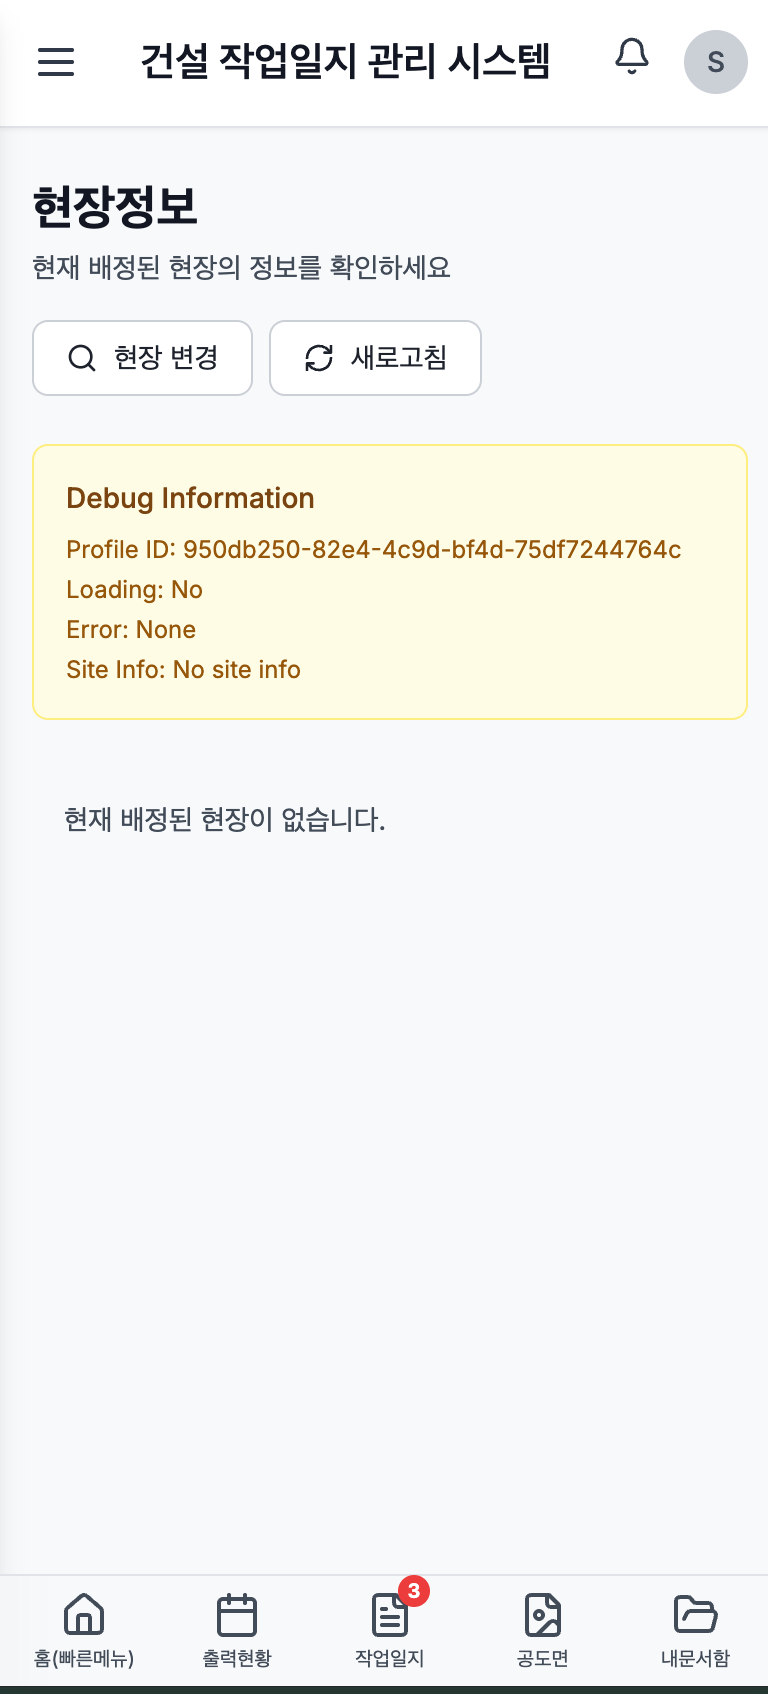 건설 작업일지 관리 시스템
S
현장정보
현재 배정된 현장의 정보를 확인하세요
현장 변경
새로고침
Debug Information
Profile ID: 950db250-82e4-4c9d-bf4d-75df7244764c
Loading: No
Error: None
Site Info: No site info
현재 배정된 현장이 없습니다.
3
홈(빠른메뉴)
출력현황
작업일지
공도면
내문서함